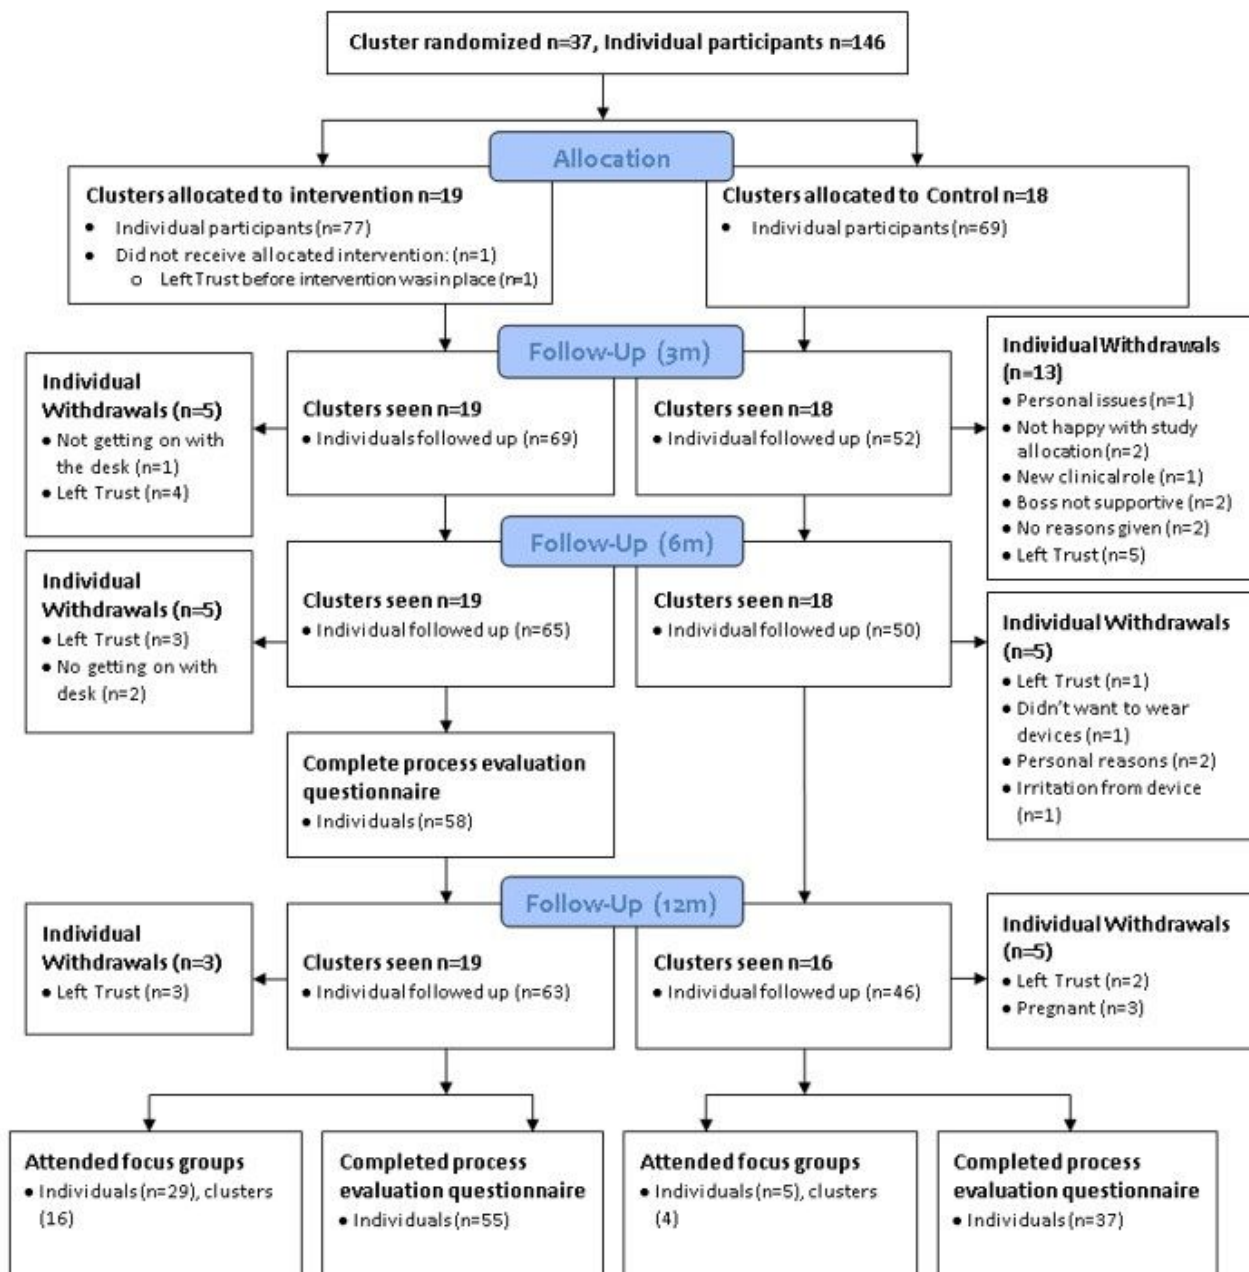 Cluster randomized n=37, Individual participants n=146
Allocation
Clusters allocated to intervention n=19
• Individual participants (n=77)
• Did not receive allocated intervention: (n=1)
o Left Trust before intervention was in place (n=1)
Clusters allocated to Control n=18
• Individual participants (n=69)
Follow-Up (3m)
Individual
Withdrawals (n=5)
• Not getting on with
the desk (n=1)
• Left Trust (n=4)
Clusters seen n=19
• Individuals followed up (n=69)
Clusters seen n=18
• Individual followed up (n=52)
Individual Withdrawals
(n=13)
• Personal issues (n=1)
• Not happy with study
allocation (n=2)
• New clinical role (n=1)
• Boss not supportive (n=2)
• No reasons given (n=2)
• Left Trust (n=5)
Follow-Up (6m)
Individual
Withdrawals (n=5)
• Left Trust (n=3)
• No getting on with
desk (n=2)
Clusters seen n=19
• Individual followed up (n=65)
Clusters seen n=18
• Individual followed up (n=50)
Individual Withdrawals
(n=5)
• Left Trust (n=1)
• Didn't want to wear
devices (n=1)
• Personal reasons (n=2)
• Irritation from device
(n=1)
Complete process evaluation
questionnaire
• Individuals (n=58)
Follow-Up (12m)
Individual
Withdrawals (n=3)
• Left Trust (n=3)
Clusters seen n=19
• Individual followed up (n=63)
Clusters seen n=16
• Individual followed up (n=46)
Individual Withdrawals
(n=5)
• Left Trust (n=2)
• Pregnant (n=3)
Attended focus groups
• Individuals (n=29), clusters
(16)
Completed process
evaluation questionnaire
• Individuals (n=55)
Attended focus groups
• Individuals (n=5), clusters
(4)
Completed process
evaluation questionnaire
• Individuals (n=37)